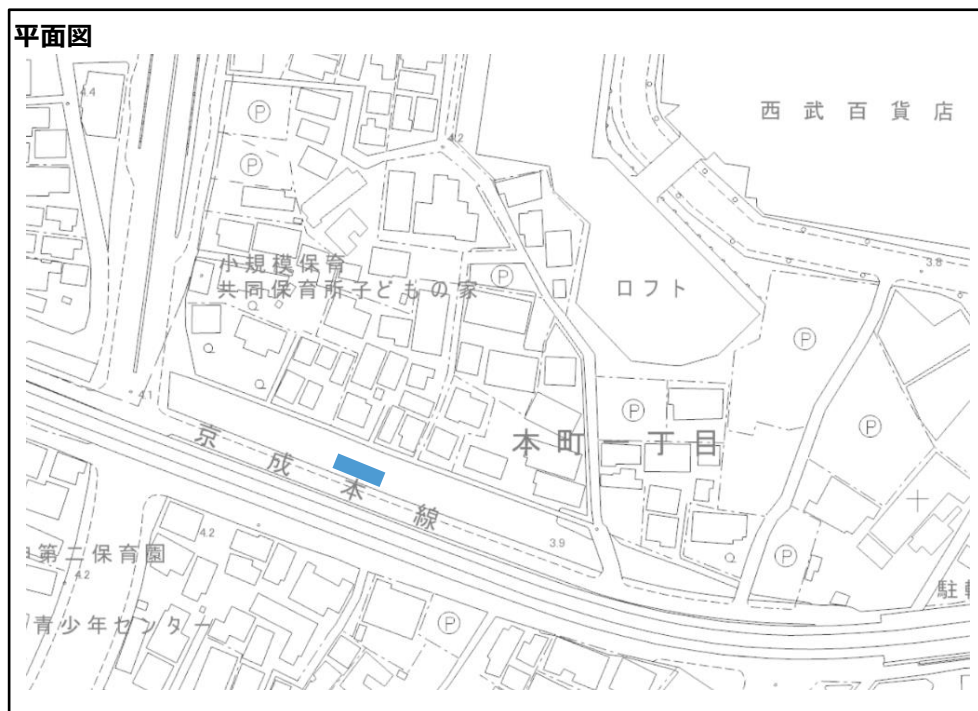 平面図
4.4
P
西武百貨店
4.2
P
3.8
小規模保育
共同保育所子どもの家
P
ロフト
P
4.1
P
本町一丁目
P
京成本線
3.9
4.2
第二保育園
4.2
P
青少年センター
P